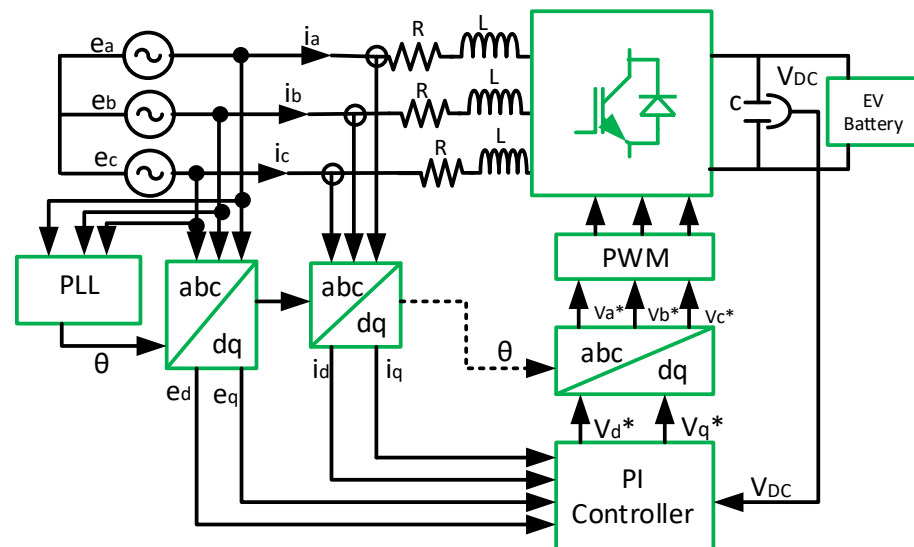 ea
ia
R
L
eb
ib
R
L
ec
ic
R
L
VDC
C
EV
Battery
PLL
θ
abc
dq
abc
dq
θ
PWM
Va*
Vb*
Vc*
abc
dq
ed
eq
id
iq
Vd*
Vq*
PI
Controller
VDC